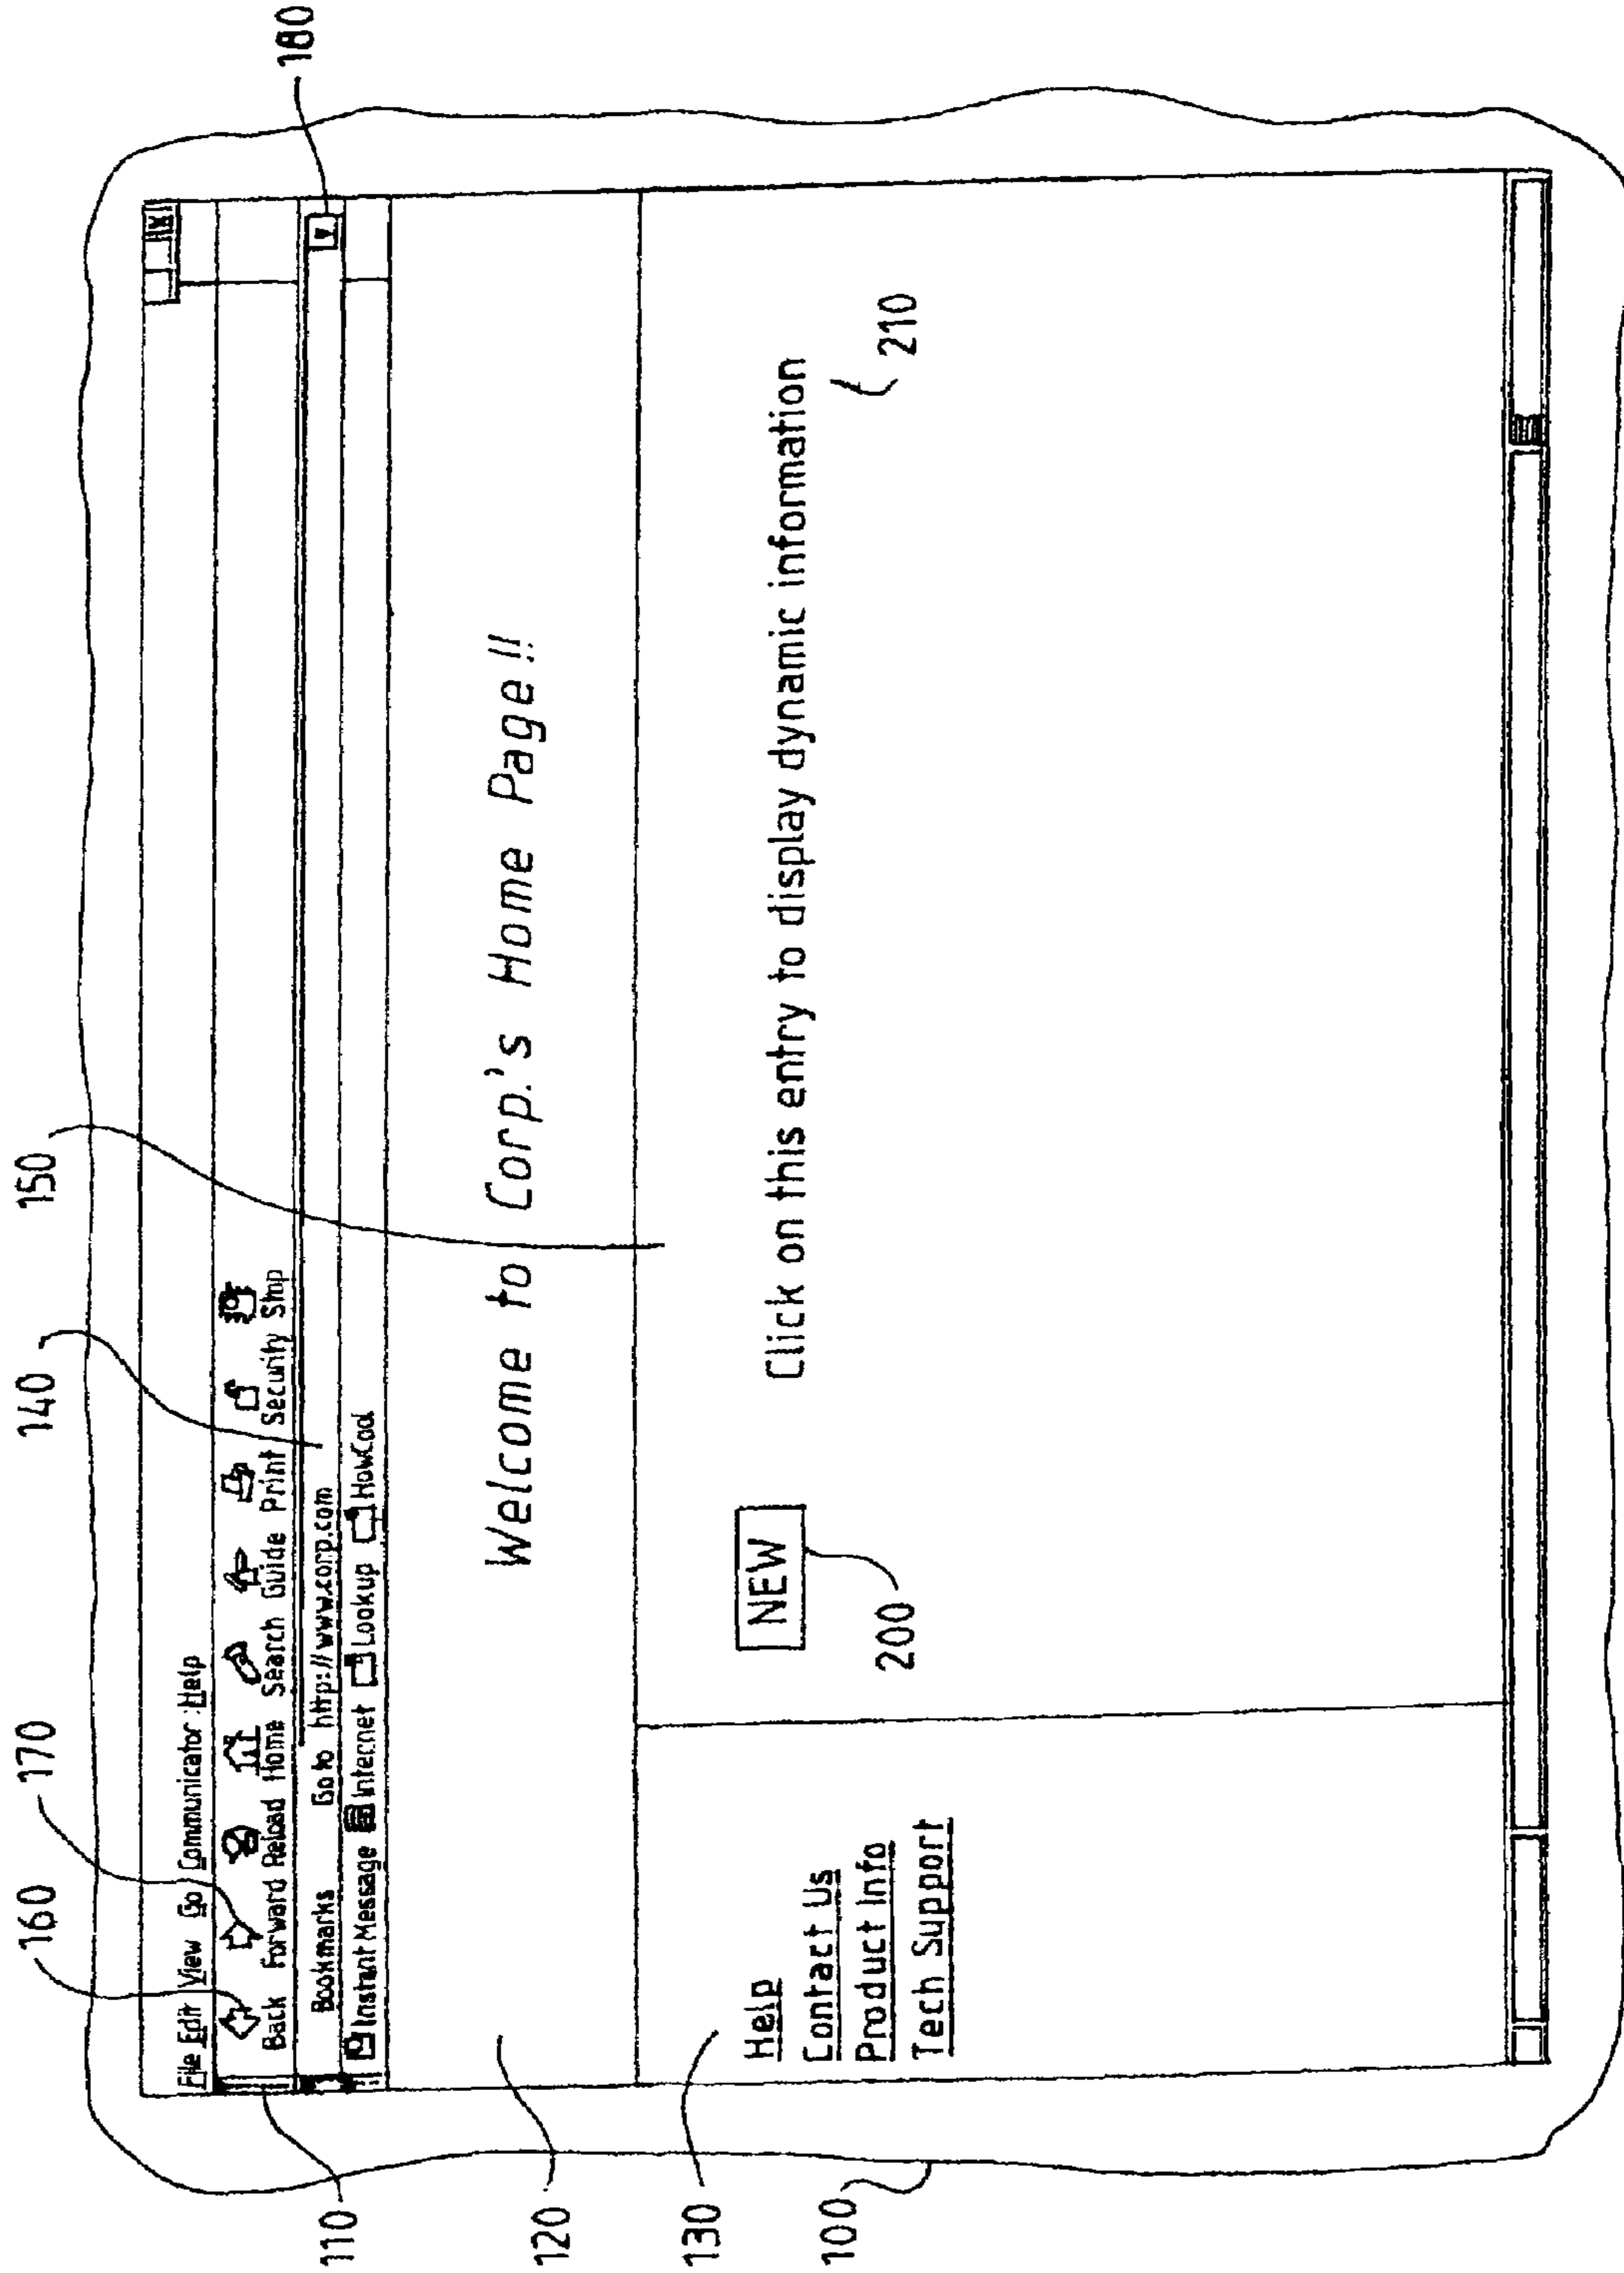 160 170 140 150
180
File Edit View Go Communicator Help
Back Forward Reload Home Search Guide Print Security Stop
Bookmarks Go to http://www.corp.com
Instant Message Internet Lookup HowCool
110
Welcome to Corp.'s Home Page!!
120
130
NEW Click on this entry to display dynamic information
Help
Contact Us
Product Info
Tech Support
200
210
100